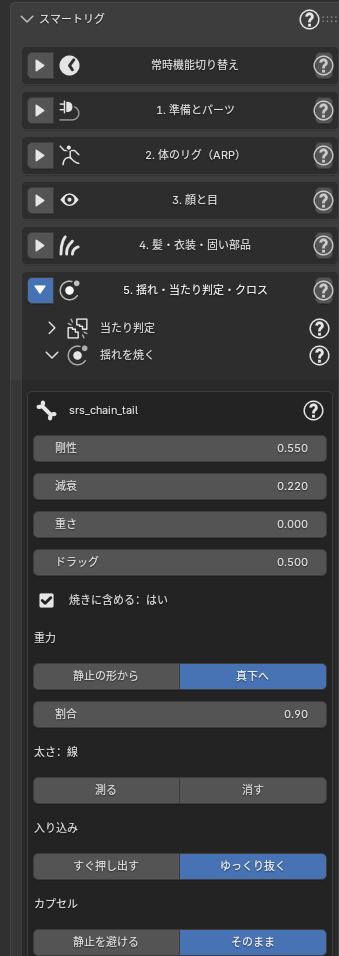 スマートリグ
常時機能切り替え
1. 準備とパーツ
2. 体のリグ（ARP）
3. 顔と目
4. 髪・衣装・固い部品
5. 揺れ・当たり判定・クロス
当たり判定
揺れを焼く
srs_chain_tail
剛性 0.550
減衰 0.220
重さ 0.000
ドラッグ 0.500
焼きに含める: はい
重力
静止の形から 真下へ
割合 0.90
太さ: 線
測る 消す
入り込み
すぐ押し出す ゆっくり抜く
カプセル
静止を避ける そのまま